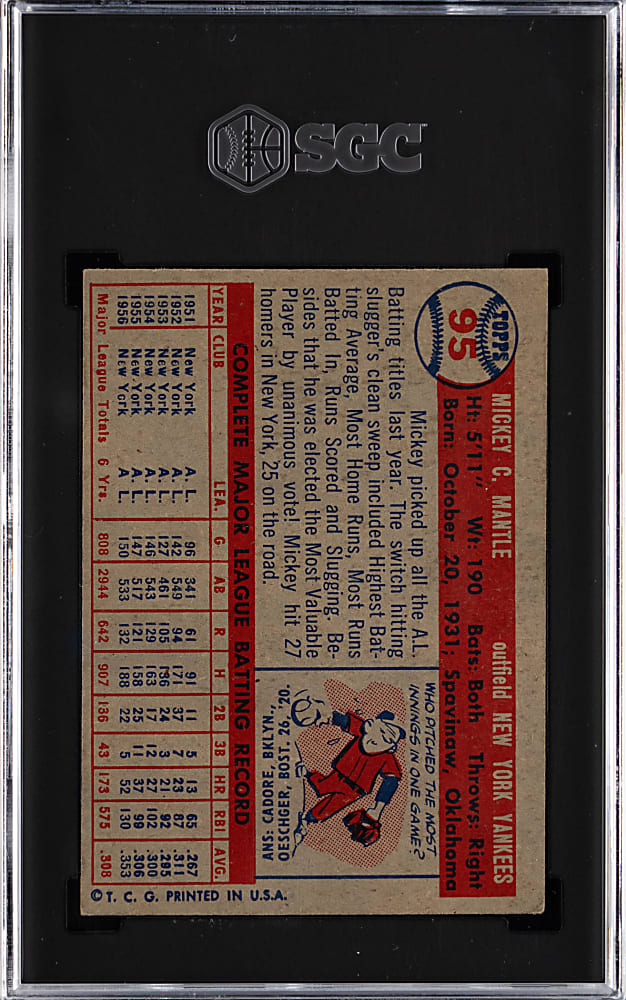 SGC
TOPPS
95
MICKEY C. MANTLE outfield NEW YORK YANKEES
Ht: 5'11" Wt: 190 Bats: Both Throws: Right
Born: October 20, 1931; Spavinaw, Oklahoma
Mickey picked up all the A.L.
Batting titles last year. The switch hitting
slugger's clean sweep included Highest Bat-
ting Average, Most Home Runs, Most Runs
Batted In, Runs Scored and Slugging. Be-
sides that he was elected the Most Valuable
Player by unanimous vote! Mickey hit 27
homers in New York, 25 on the road.
WHO PITCHED THE MOST
INNINGS IN ONE GAME?
ANS: CADORE BKLYN.,
OESCHGER, BOST. 26, '20.
COMPLETE MAJOR LEAGUE BATTING RECORD
YEAR CLUB LEA. G AB R H 2B 3B HR RBI AVG.
1951 New York A. L. 96 341 61 91 11 5 13 65 .267
1952 New York A. L. 142 549 94 171 37 7 23 87 .311
1953 New York A. L. 127 461 105 136 24 3 21 92 .295
1954 New York A. L. 146 543 129 163 17 12 27 102 .300
1955 New York A. L. 147 517 121 158 25 11 37 99 .306
1956 New York A. L. 150 533 132 188 22 5 52 130 .353
Major League Totals 6 Yrs. 808 2944 642 907 136 43 173 575 .308
© T. C. G. PRINTED IN U.S.A.